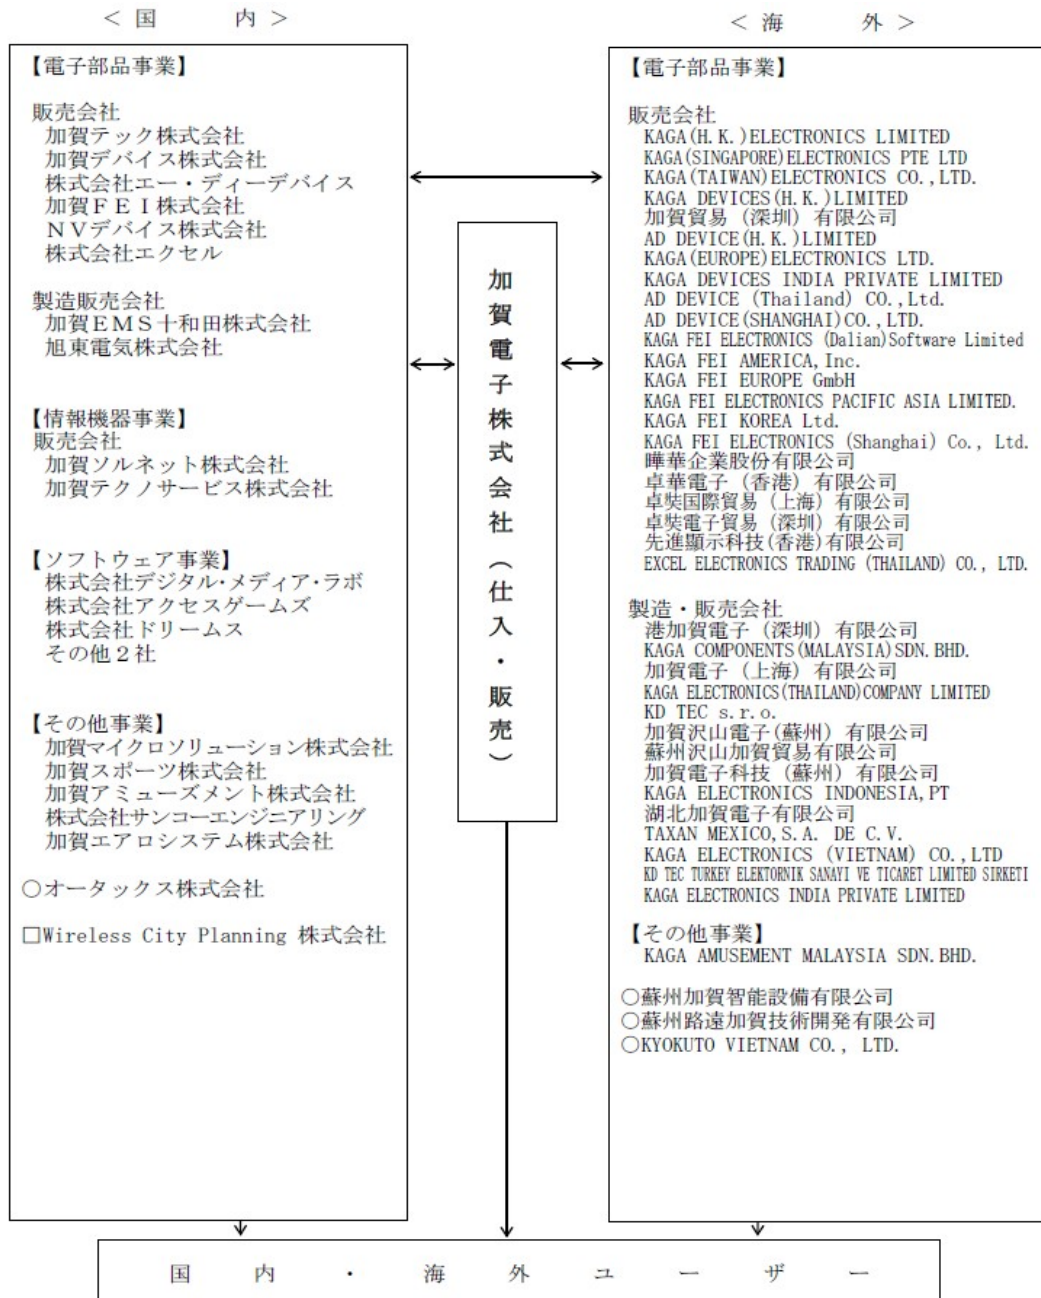 ＜ 国　　内 ＞
【電子部品事業】
販売会社
加賀テック株式会社
加賀デバイス株式会社
株式会社エー・ディーデバイス
加賀ＦＥＩ株式会社
ＮＶデバイス株式会社
株式会社エクセル
製造販売会社
加賀ＥＭＳ十和田株式会社
旭東電気株式会社
【情報機器事業】
販売会社
加賀ソルネット株式会社
加賀テクノサービス株式会社
【ソフトウェア事業】
株式会社デジタル・メディア・ラボ
株式会社アクセスゲームズ
株式会社ドリームス
その他２社
【その他事業】
加賀マイクロソリューション株式会社
加賀スポーツ株式会社
加賀アミューズメント株式会社
株式会社サンコーエンジニアリング
加賀エアロシステム株式会社
○オータックス株式会社
□Wireless City Planning 株式会社
加賀電子株式会社（仕入・販売）
＜ 海　　外 ＞
【電子部品事業】
販売会社
KAGA(H.K.)ELECTRONICS LIMITED
KAGA(SINGAPORE)ELECTRONICS PTE LTD
KAGA(TAIWAN)ELECTRONICS CO.,LTD.
KAGA DEVICES(H.K.)LIMITED
加賀貿易（深圳）有限公司
AD DEVICE(H.K.)LIMITED
KAGA(EUROPE)ELECTRONICS LTD.
KAGA DEVICES INDIA PRIVATE LIMITED
AD DEVICE (Thailand) CO.,Ltd.
AD DEVICE(SHANGHAI)CO.,LTD.
KAGA FEI ELECTRONICS (Dalian)Software Limited
KAGA FEI AMERICA,Inc.
KAGA FEI EUROPE GmbH
KAGA FEI ELECTRONICS PACIFIC ASIA LIMITED.
KAGA FEI KOREA Ltd.
KAGA FEI ELECTRONICS (Shanghai) Co., Ltd.
曄華企業股份有限公司
卓華電子（香港）有限公司
卓奘国際貿易（上海）有限公司
卓奘電子貿易（深圳）有限公司
先進顯示科技(香港)有限公司
EXCEL ELECTRONICS TRADING (THAILAND) CO., LTD.
製造・販売会社
港加賀電子（深圳）有限公司
KAGA COMPONENTS(MALAYSIA)SDN.BHD.
加賀電子（上海）有限公司
KAGA ELECTRONICS(THAILAND)COMPANY LIMITED
KD TEC s.r.o.
加賀沢山電子(蘇州）有限公司
蘇州沢山加賀貿易有限公司
加賀電子科技（蘇州）有限公司
KAGA ELECTRONICS INDONESIA,PT
湖北加賀電子有限公司
TAXAN MEXICO,S.A. DE C.V.
KAGA ELECTRONICS (VIETNAM) CO.,LTD
KD TEC TURKEY ELEKTORNIK SANAYI VE TICARET LIMITED SIRKETI
KAGA ELECTRONICS INDIA PRIVATE LIMITED
【その他事業】
KAGA AMUSEMENT MALAYSIA SDN.BHD.
○蘇州加賀智能設備有限公司
○蘇州路遠加賀技術開発有限公司
○KYOKUTO VIETNAM CO., LTD.
国　内　・　海　外　ユ　ー　ザ　ー